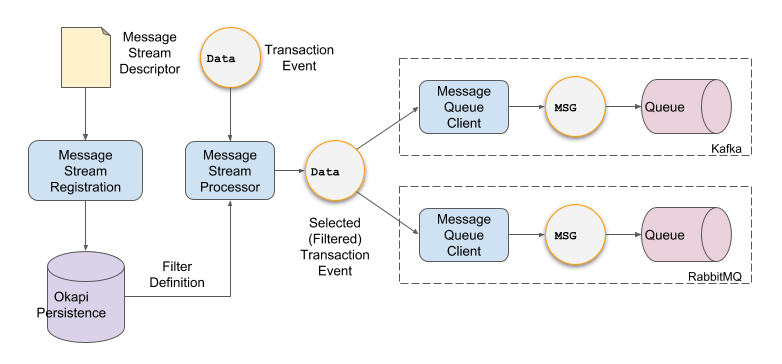 Message
Stream
Descriptor
Data
Transaction
Event
Message
Stream
Registration
Message
Stream
Processor
Data
Selected
(Filtered)
Transaction
Event
Okapi
Persistence
Filter
Definition
Message
Queue
Client
MSG
Queue
Kafka
Message
Queue
Client
MSG
Queue
RabbitMQ